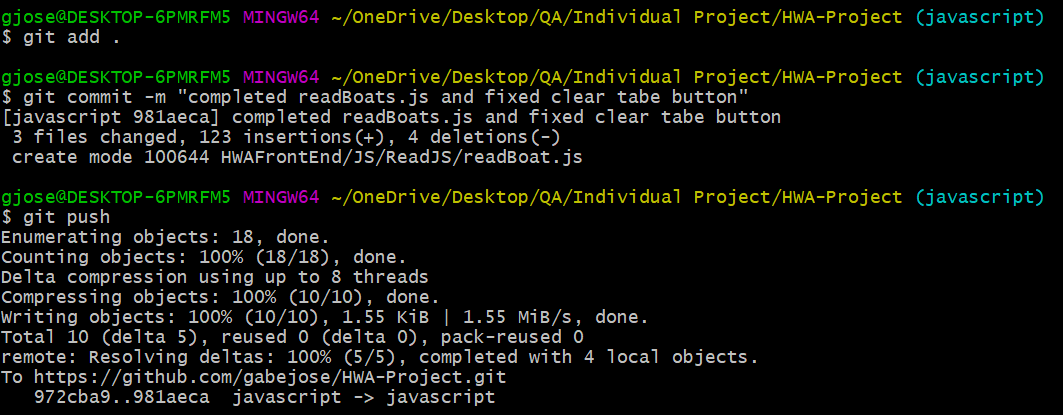 gjose@DESKTOP-6PMRFM5 MINGW64 ~/OneDrive/Desktop/QA/Individual Project/HWA-Project (javascript)
$ git add .
gjose@DESKTOP-6PMRFM5 MINGW64 ~/OneDrive/Desktop/QA/Individual Project/HWA-Project (javascript)
$ git commit -m "completed readBoats.js and fixed clear tabe button"
[javascript 981aeca] completed readBoats.js and fixed clear tabe button
 3 files changed, 123 insertions(+), 4 deletions(-)
 create mode 100644 HWAFrontEnd/JS/ReadJS/readBoat.js
gjose@DESKTOP-6PMRFM5 MINGW64 ~/OneDrive/Desktop/QA/Individual Project/HWA-Project (javascript)
$ git push
Enumerating objects: 18, done.
Counting objects: 100% (18/18), done.
Delta compression using up to 8 threads
Compressing objects: 100% (10/10), done.
Writing objects: 100% (10/10), 1.55 KiB | 1.55 MiB/s, done.
Total 10 (delta 5), reused 0 (delta 0), pack-reused 0
remote: Resolving deltas: 100% (5/5), completed with 4 local objects.
To https://github.com/gabejose/HWA-Project.git
   972cba9..981aeca  javascript -> javascript